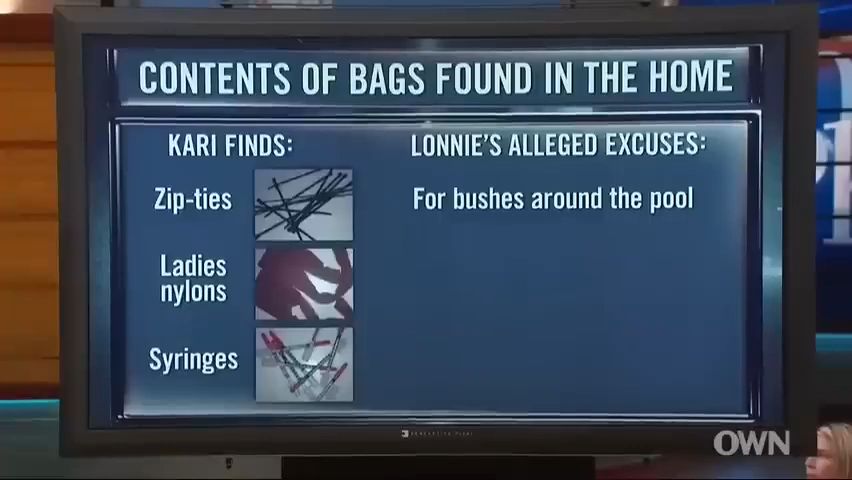 CONTENTS OF BAGS FOUND IN THE HOME
KARI FINDS:
LONNIE'S ALLEGED EXCUSES:
Zip-ties
For bushes around the pool
Ladies
nylons
Syringes
OWN